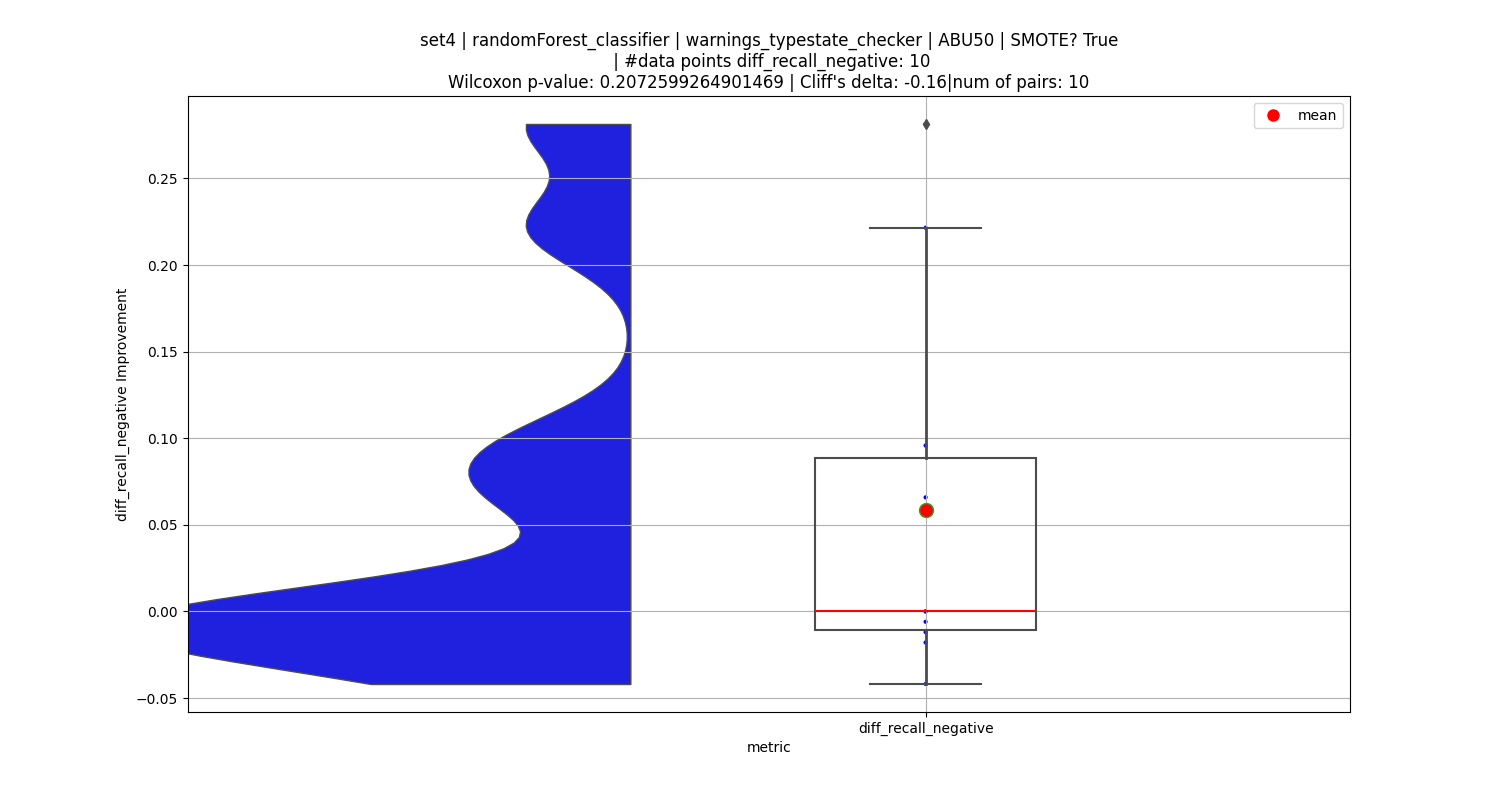 set4 | randomForest_classifier | warnings_typestate_checker | ABU50 | SMOTE? True
| #data points diff_recall_negative: 10
Wilcoxon p-value: 0.2072599264901469 | Cliff's delta: -0.16|num of pairs: 10
mean
0.25
0.20
0.15
0.10
0.05
0.00
−0.05
diff_recall_negative Improvement
diff_recall_negative
metric